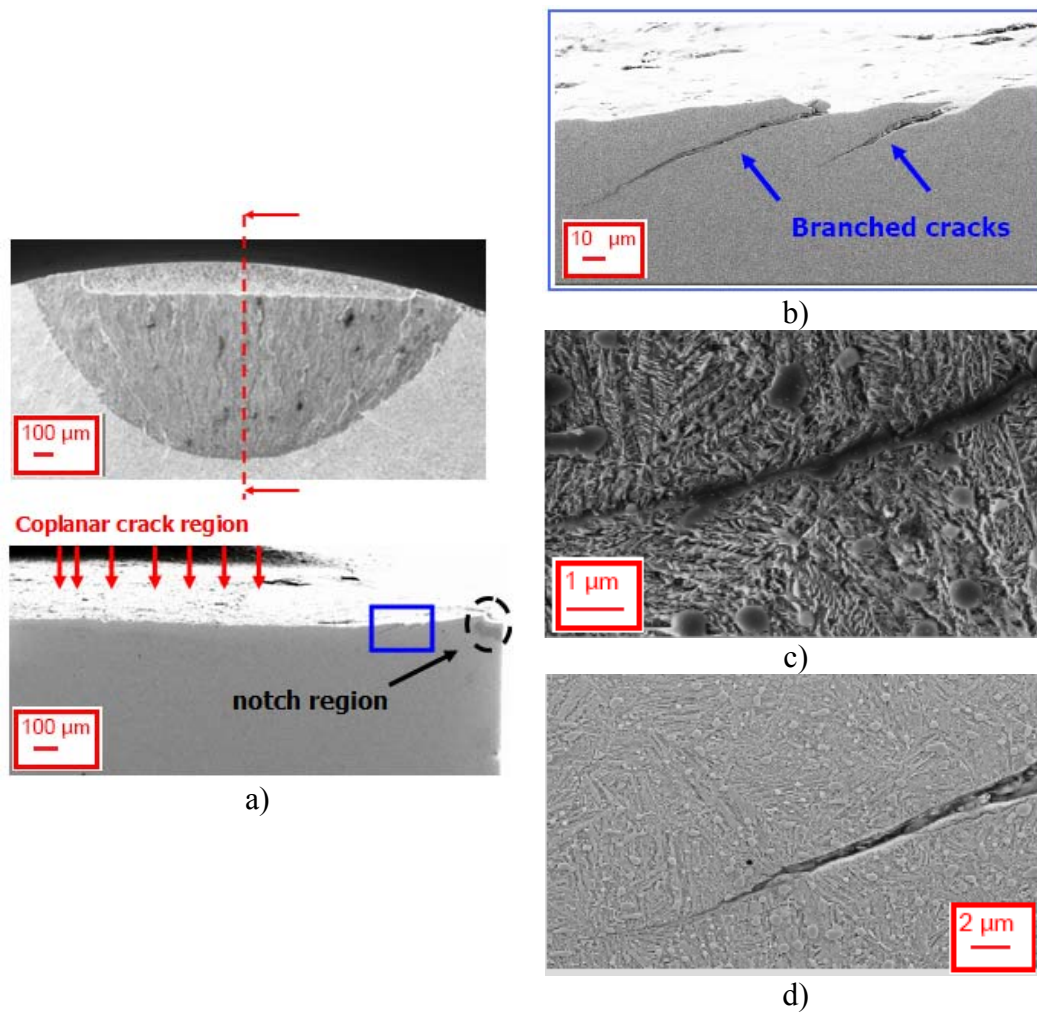 100 µm
Coplanar crack region
notch region
100 µm
a)
10 µm
Branched cracks
b)
1 µm
c)
2 µm
d)